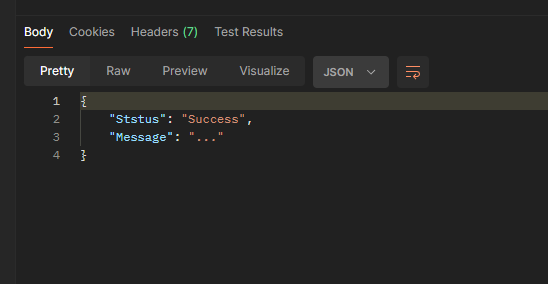 Body Cookies Headers (7) Test Results
Pretty Raw Preview Visualize JSON
1 {
2 "Ststus": "Success",
3 "Message": "..."
4 }